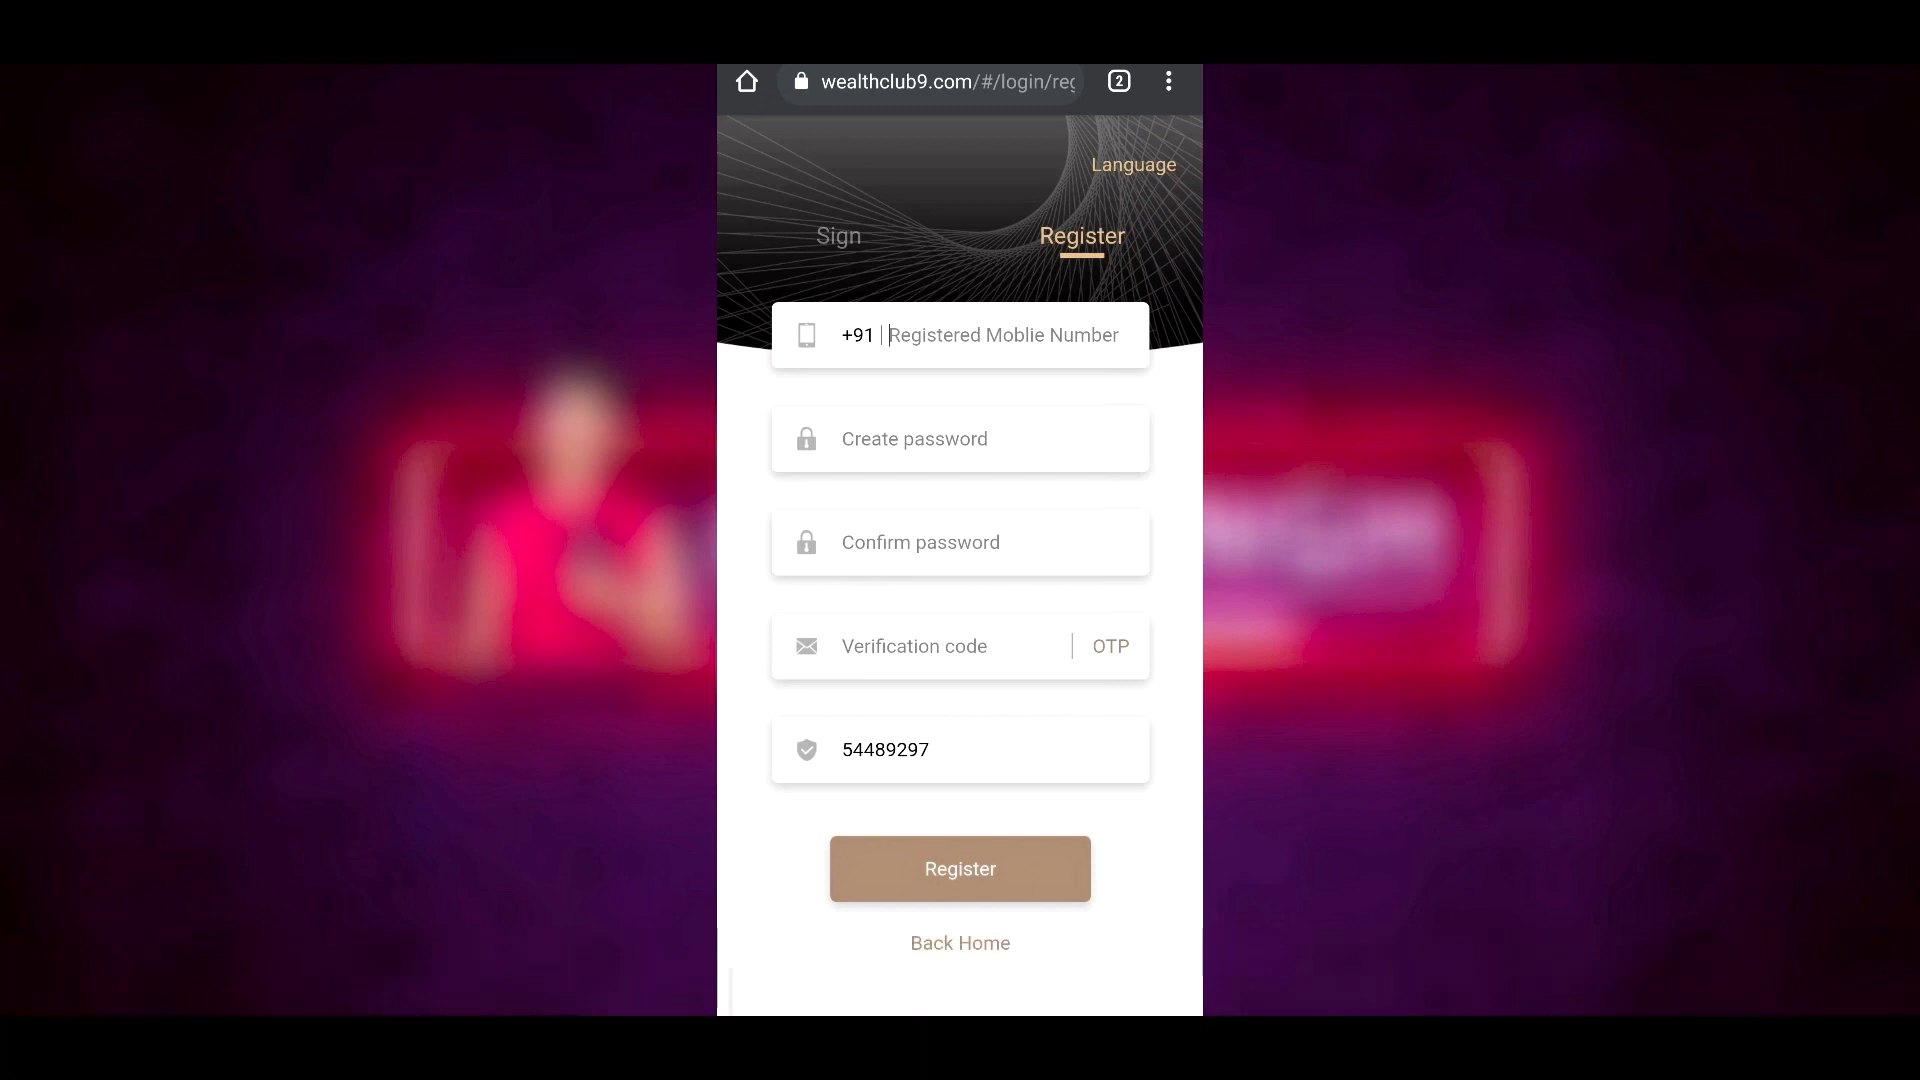 wealthclub9.com/#/login/reg
2
Language
Sign
Register
+91
Registered Moblie Number
Create password
Confirm password
Verification code
OTP
54489297
Register
Back Home